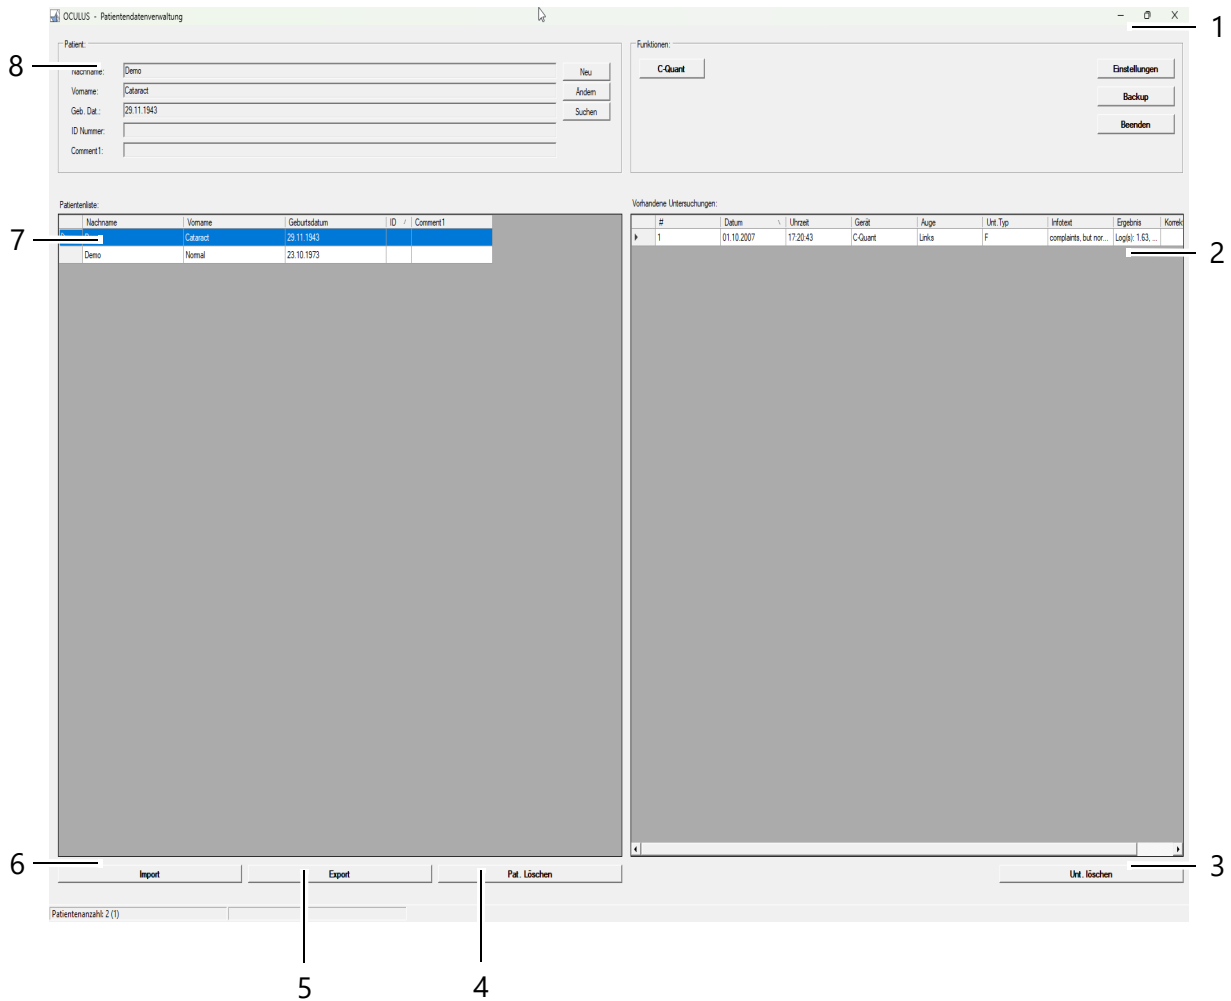 OCULUS - Patientendatenverwaltung
1
Patient:
Funktionen:
8
Nachname: Demo
Neu
C-Quant
Einstellungen
Vorname: Cataract
Ändern
Backup
Geb. Dat.: 29.11.1943
Suchen
Beenden
ID Nummer:
Comment1:
Patientenliste:
Vorhandene Untersuchungen:
Nachname Vorname Geburtsdatum ID Comment1
# Datum Uhrzeit Gerät Auge Unt.Typ Infotext Ergebnis Korrek
7
Cataract 29.11.1943
1 01.10.2007 17:20:43 C-Quant Links F complaints, but nor... Log(s): 1.63, ...
2
Demo Normal 23.10.1973
6
3
Import Export Pat. Löschen
Unt. löschen
Patientenanzahl: 2 (1)
5
4